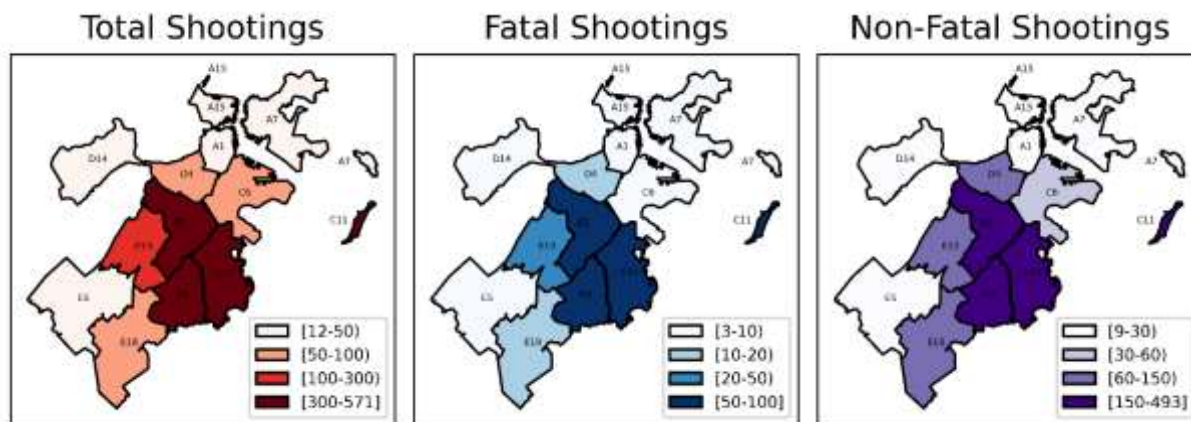 Total Shootings
A15
A15
A7
A1
D14
A7
D4
C6
C11
E13
E5
E18
[12-50)
[50-100)
[100-300)
[300-571]
Fatal Shootings
A15
A15
A7
A1
D14
A7
D4
C6
C11
E13
E5
E18
[3-10)
[10-20)
[20-50)
[50-100]
Non-Fatal Shootings
A15
A15
A7
A1
D14
A7
D4
C6
C11
E13
E5
E18
[9-30)
[30-60)
[60-150)
[150-493]